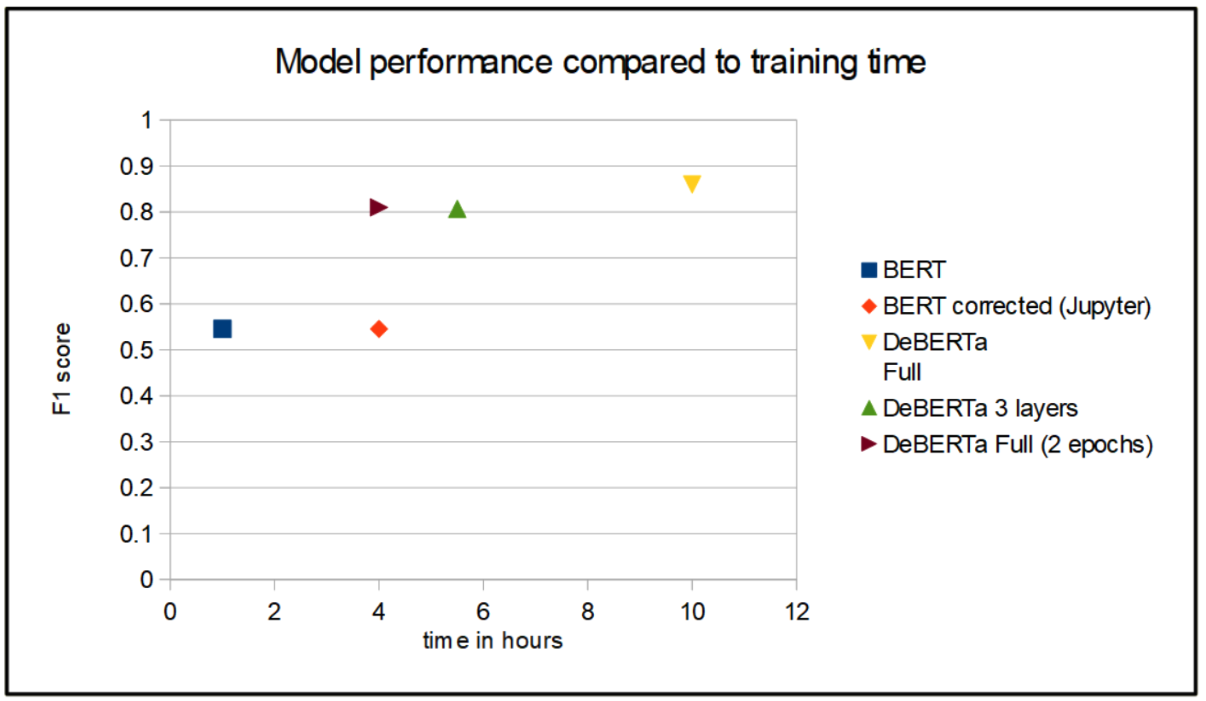 Model performance compared to training time
1
0.9
0.8
0.7
0.6
0.5
0.4
0.3
0.2
0.1
0
F1 score
0 2 4 6 8 10 12
time in hours
BERT
BERT corrected (Jupyter)
DeBERTa
Full
DeBERTa 3 layers
DeBERTa Full (2 epochs)